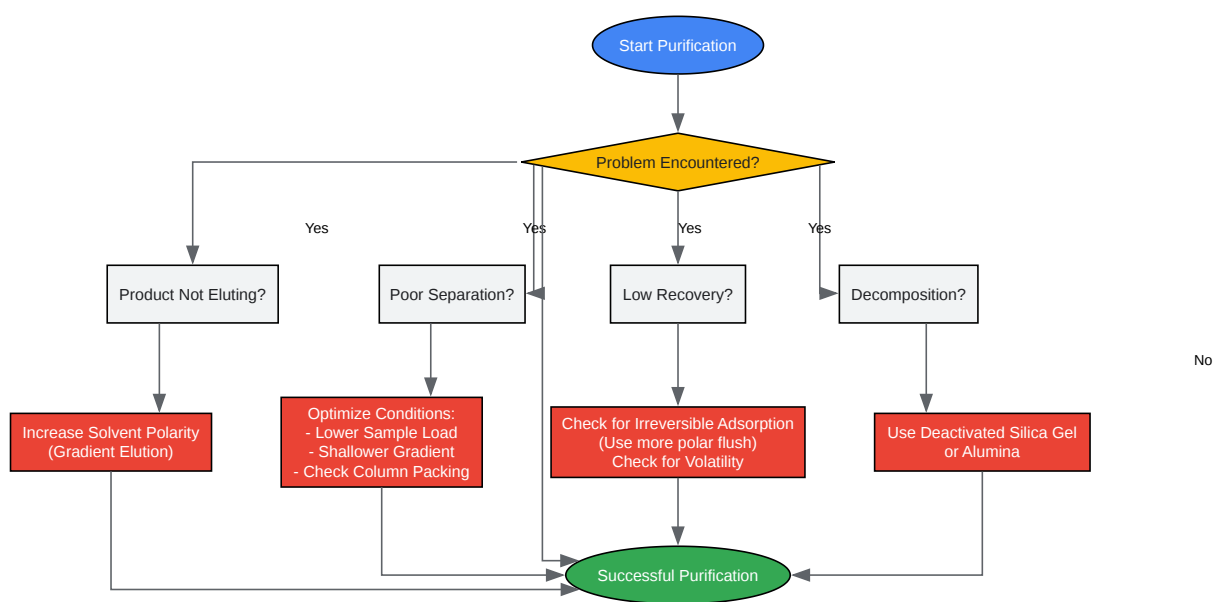 Start Purification
Problem Encountered?
Yes
Yes
Yes
Yes
Product Not Eluting?
Poor Separation?
Low Recovery?
Decomposition?
No
Increase Solvent Polarity
(Gradient Elution)
Optimize Conditions:
- Lower Sample Load
- Shallower Gradient
- Check Column Packing
Check for Irreversible Adsorption
(Use more polar flush)
Check for Volatility
Use Deactivated Silica Gel
or Alumina
Successful Purification